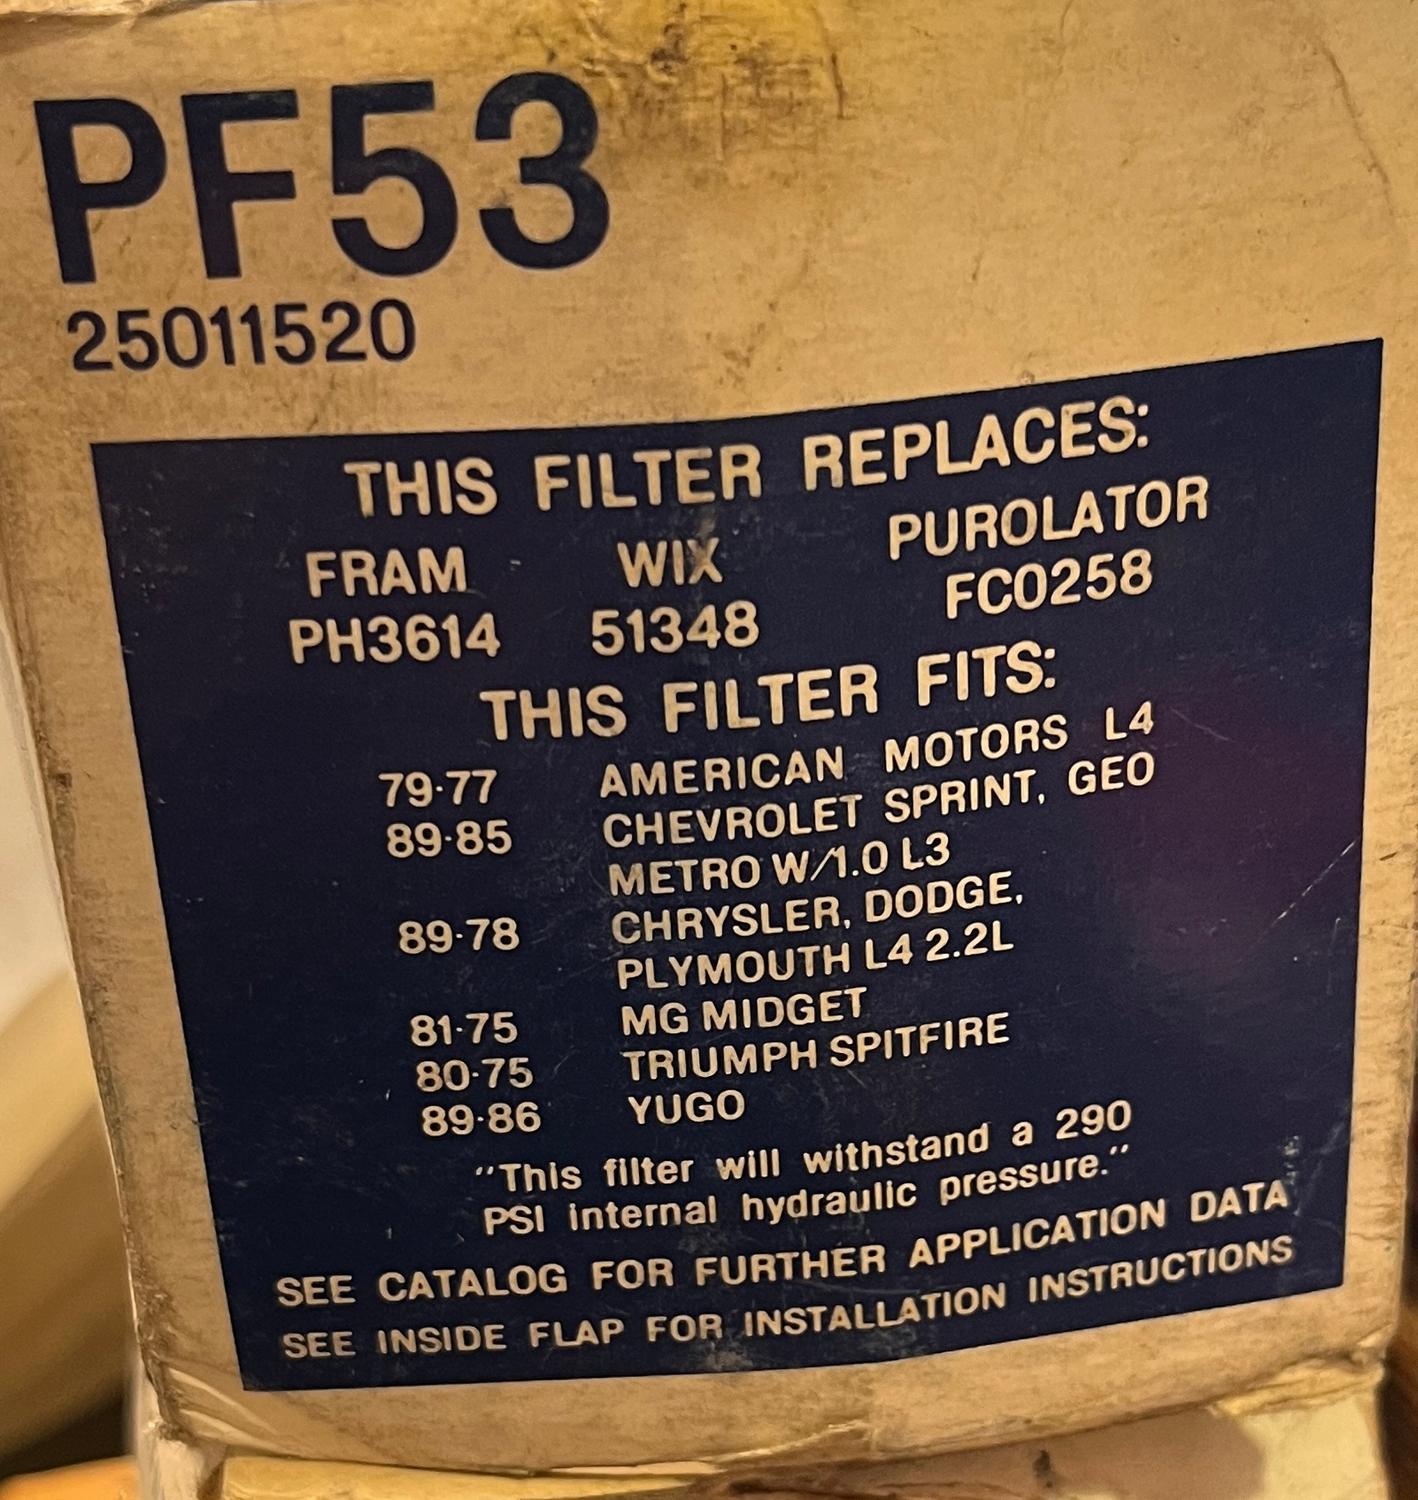 PF53
25011520
THIS FILTER REPLACES:
FRAM WIX PUROLATOR
PH3614 51348 FCO258
THIS FILTER FITS:
79-77 AMERICAN MOTORS L4
89-85 CHEVROLET SPRINT, GEO
METRO W/1.0 L3
89-78 CHRYSLER, DODGE,
PLYMOUTH L4 2.2L
81-75 MG MIDGET
80-75 TRIUMPH SPITFIRE
89-86 YUGO
"This filter will withstand a 290
PSI internal hydraulic pressure."
SEE CATALOG FOR FURTHER APPLICATION DATA
SEE INSIDE FLAP FOR INSTALLATION INSTRUCTIONS